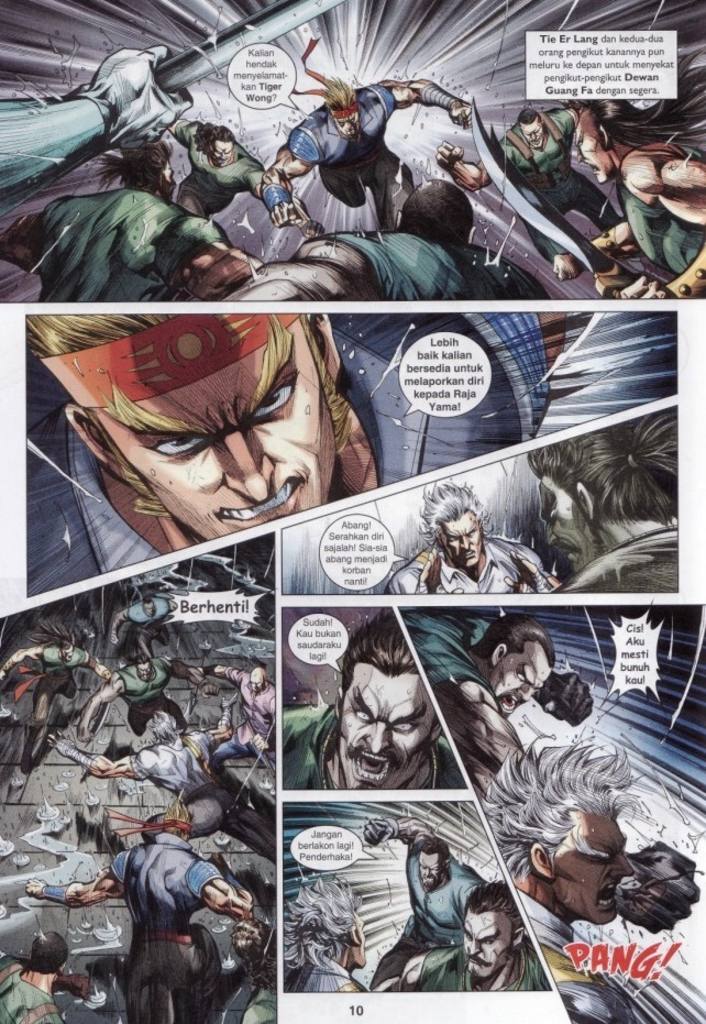 Kalian
hendak
menyelamat-
kan Tiger
Wong?
Tie Er Lang dan kedua-dua
orang pengikut kanannya pun
meluru ke depan untuk menyekat
pengikut-pengikut Dewan
Guang Fa dengan segera.
Lebih
baik kalian
bersedia untuk
melaporkan diri
kepada Raja
Yama!
Abang!
Serahkan diri
sajalah! Sia-sia
abang menjadi
korban
nanti!
Berhenti!
Sudah!
Kau bukan
saudaraku
lagi!
Cis!
Aku
mesti
bunuh
kau!
Jangan
berlakon lagi!
Penderhaka!
PANG!
10